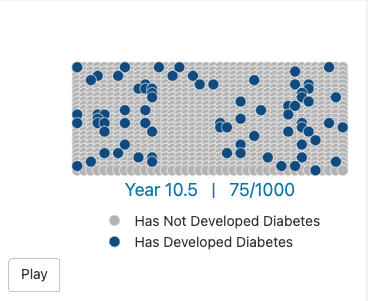 Year 10.5 | 75/1000
Has Not Developed Diabetes
Has Developed Diabetes
Play